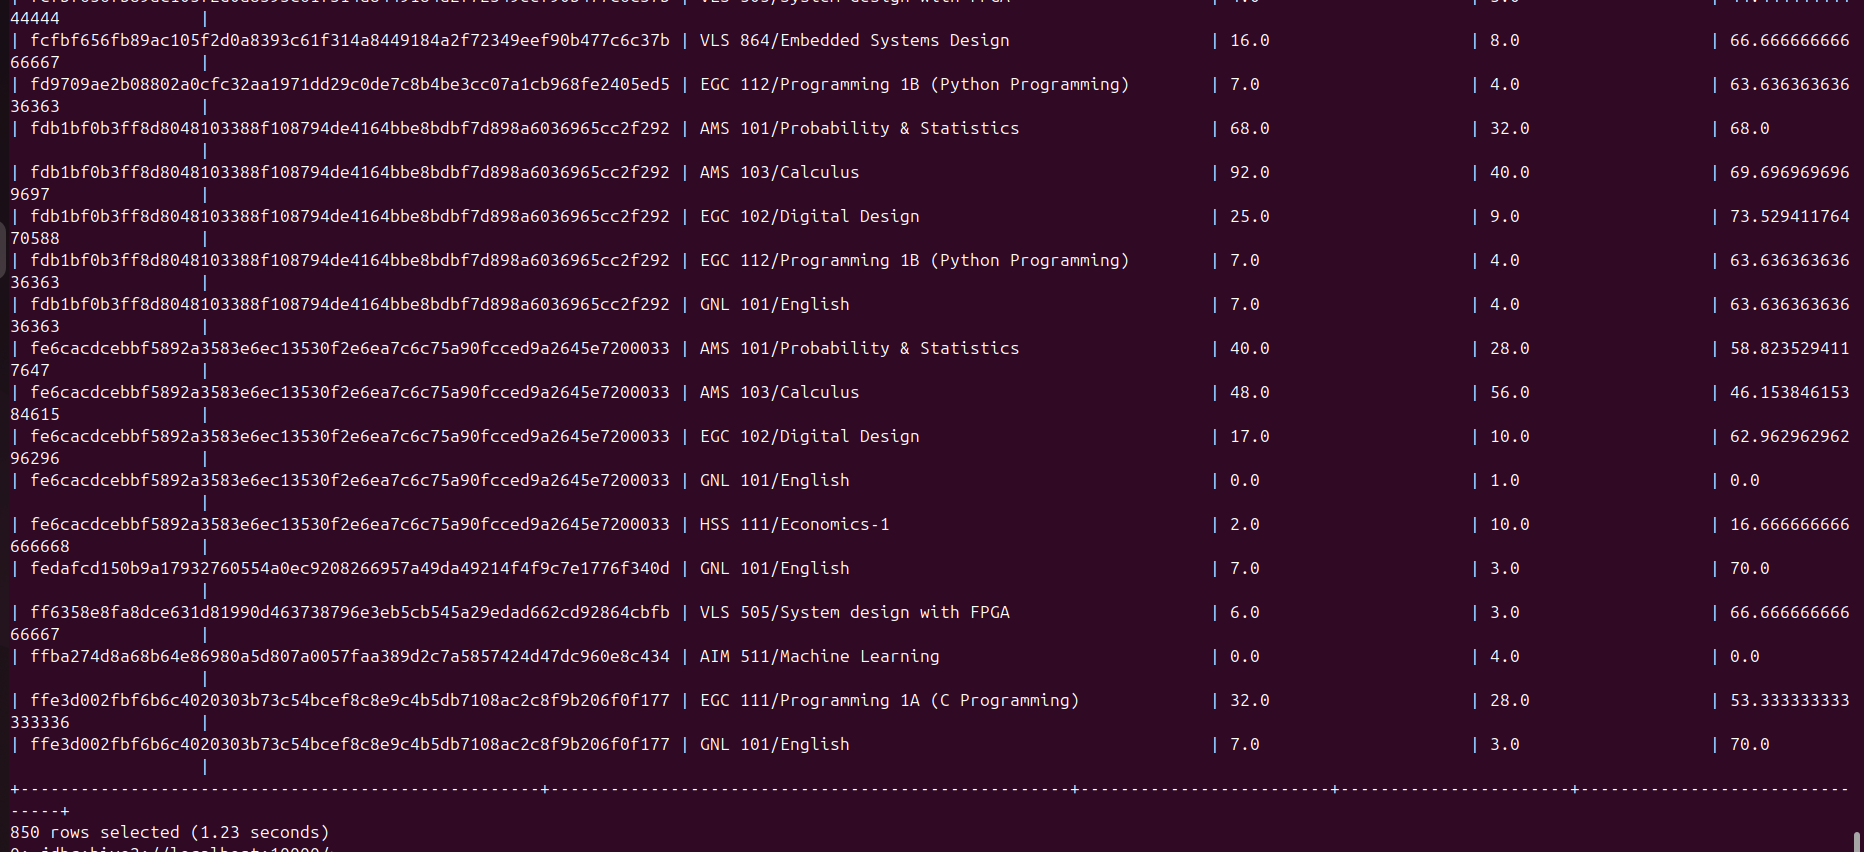 44444 |
| fcfbf656fb89ac105f2d0a8393c61f314a8449184a2f72349eef90b477c6c37b | VLS 864/Embedded Systems Design | 16.0 | 8.0 | 66.666666666
66667 |
| fd9709ae2b08802a0cfc32aa1971dd29c0de7c8b4be3cc07a1cb968fe2405ed5 | EGC 112/Programming 1B (Python Programming) | 7.0 | 4.0 | 63.636363636
36363 |
| fdb1bf0b3ff8d8048103388f108794de4164bbe8bdbf7d898a6036965cc2f292 | AMS 101/Probability & Statistics | 68.0 | 32.0 | 68.0
|
| fdb1bf0b3ff8d8048103388f108794de4164bbe8bdbf7d898a6036965cc2f292 | AMS 103/Calculus | 92.0 | 40.0 | 69.696969696
9697 |
| fdb1bf0b3ff8d8048103388f108794de4164bbe8bdbf7d898a6036965cc2f292 | EGC 102/Digital Design | 25.0 | 9.0 | 73.529411764
70588 |
| fdb1bf0b3ff8d8048103388f108794de4164bbe8bdbf7d898a6036965cc2f292 | EGC 112/Programming 1B (Python Programming) | 7.0 | 4.0 | 63.636363636
36363 |
| fdb1bf0b3ff8d8048103388f108794de4164bbe8bdbf7d898a6036965cc2f292 | GNL 101/English | 7.0 | 4.0 | 63.636363636
36363 |
| fe6cacdcebbf5892a3583e6ec13530f2e6ea7c6c75a90fcced9a2645e7200033 | AMS 101/Probability & Statistics | 40.0 | 28.0 | 58.823529411
7647 |
| fe6cacdcebbf5892a3583e6ec13530f2e6ea7c6c75a90fcced9a2645e7200033 | AMS 103/Calculus | 48.0 | 56.0 | 46.153846153
84615 |
| fe6cacdcebbf5892a3583e6ec13530f2e6ea7c6c75a90fcced9a2645e7200033 | EGC 102/Digital Design | 17.0 | 10.0 | 62.962962962
96296 |
| fe6cacdcebbf5892a3583e6ec13530f2e6ea7c6c75a90fcced9a2645e7200033 | GNL 101/English | 0.0 | 1.0 | 0.0
|
| fe6cacdcebbf5892a3583e6ec13530f2e6ea7c6c75a90fcced9a2645e7200033 | HSS 111/Economics-1 | 2.0 | 10.0 | 16.666666666
666668 |
| fedafcd150b9a17932760554a0ec9208266957a49da49214f4f9c7e1776f340d | GNL 101/English | 7.0 | 3.0 | 70.0
|
| ff6358e8fa8dce631d81990d463738796e3eb5cb545a29edad662cd92864cbfb | VLS 505/System design with FPGA | 6.0 | 3.0 | 66.666666666
66667 |
| ffba274d8a68b64e86980a5d807a0057faa389d2c7a5857424d47dc960e8c434 | AIM 511/Machine Learning | 0.0 | 4.0 | 0.0
|
| ffe3d002fbf6b6c4020303b73c54bcef8c8e9c4b5db7108ac2c8f9b206f0f177 | EGC 111/Programming 1A (C Programming) | 32.0 | 28.0 | 53.333333333
333336 |
| ffe3d002fbf6b6c4020303b73c54bcef8c8e9c4b5db7108ac2c8f9b206f0f177 | GNL 101/English | 7.0 | 3.0 | 70.0
|
+----------------------------------------------------+----------------------------------------------------+-------------------------+-----------------------+---------------------------
-----+
850 rows selected (1.23 seconds)